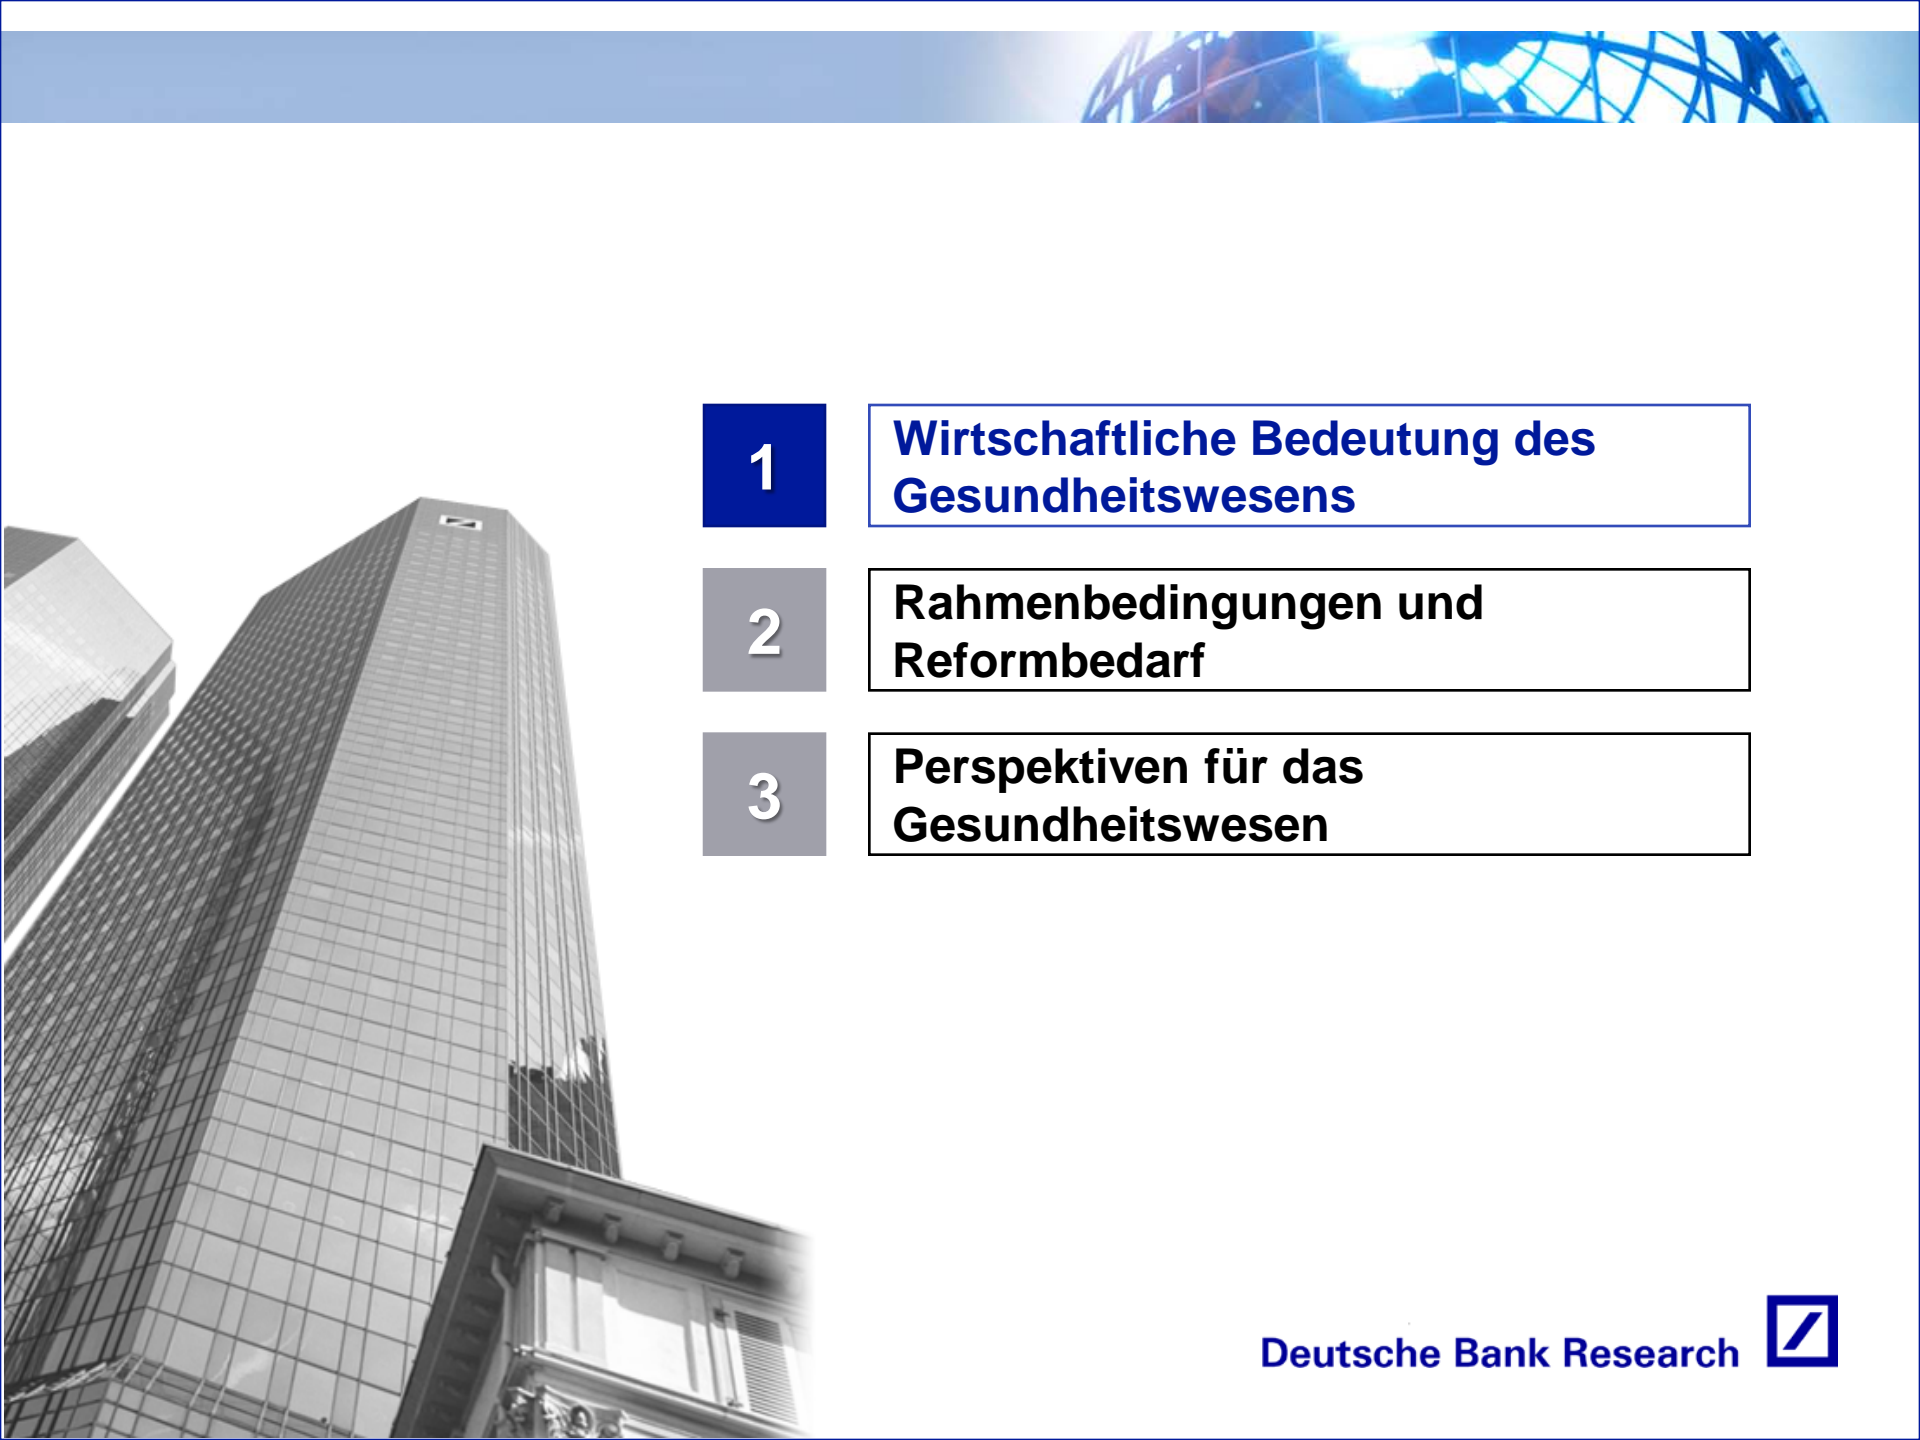 1
Wirtschaftliche Bedeutung des
Gesundheitswesens
2
Rahmenbedingungen und
Reformbedarf
3
Perspektiven für das
Gesundheitswesen
Deutsche Bank Research